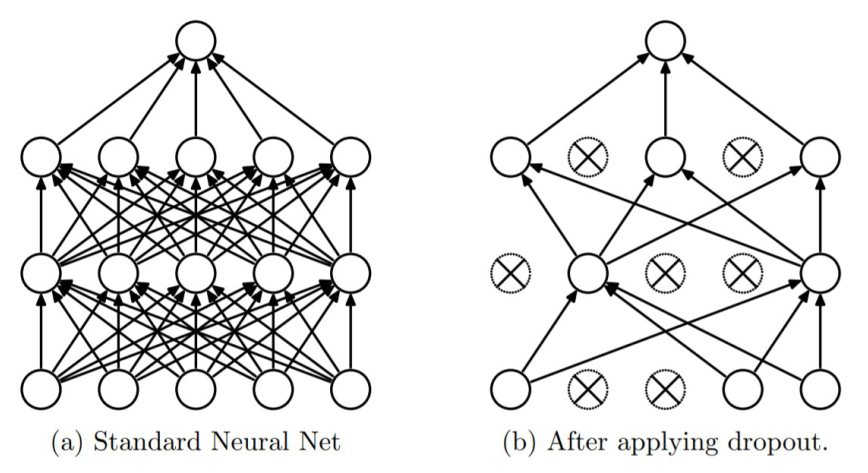 (a) Standard Neural Net
(b) After applying dropout.